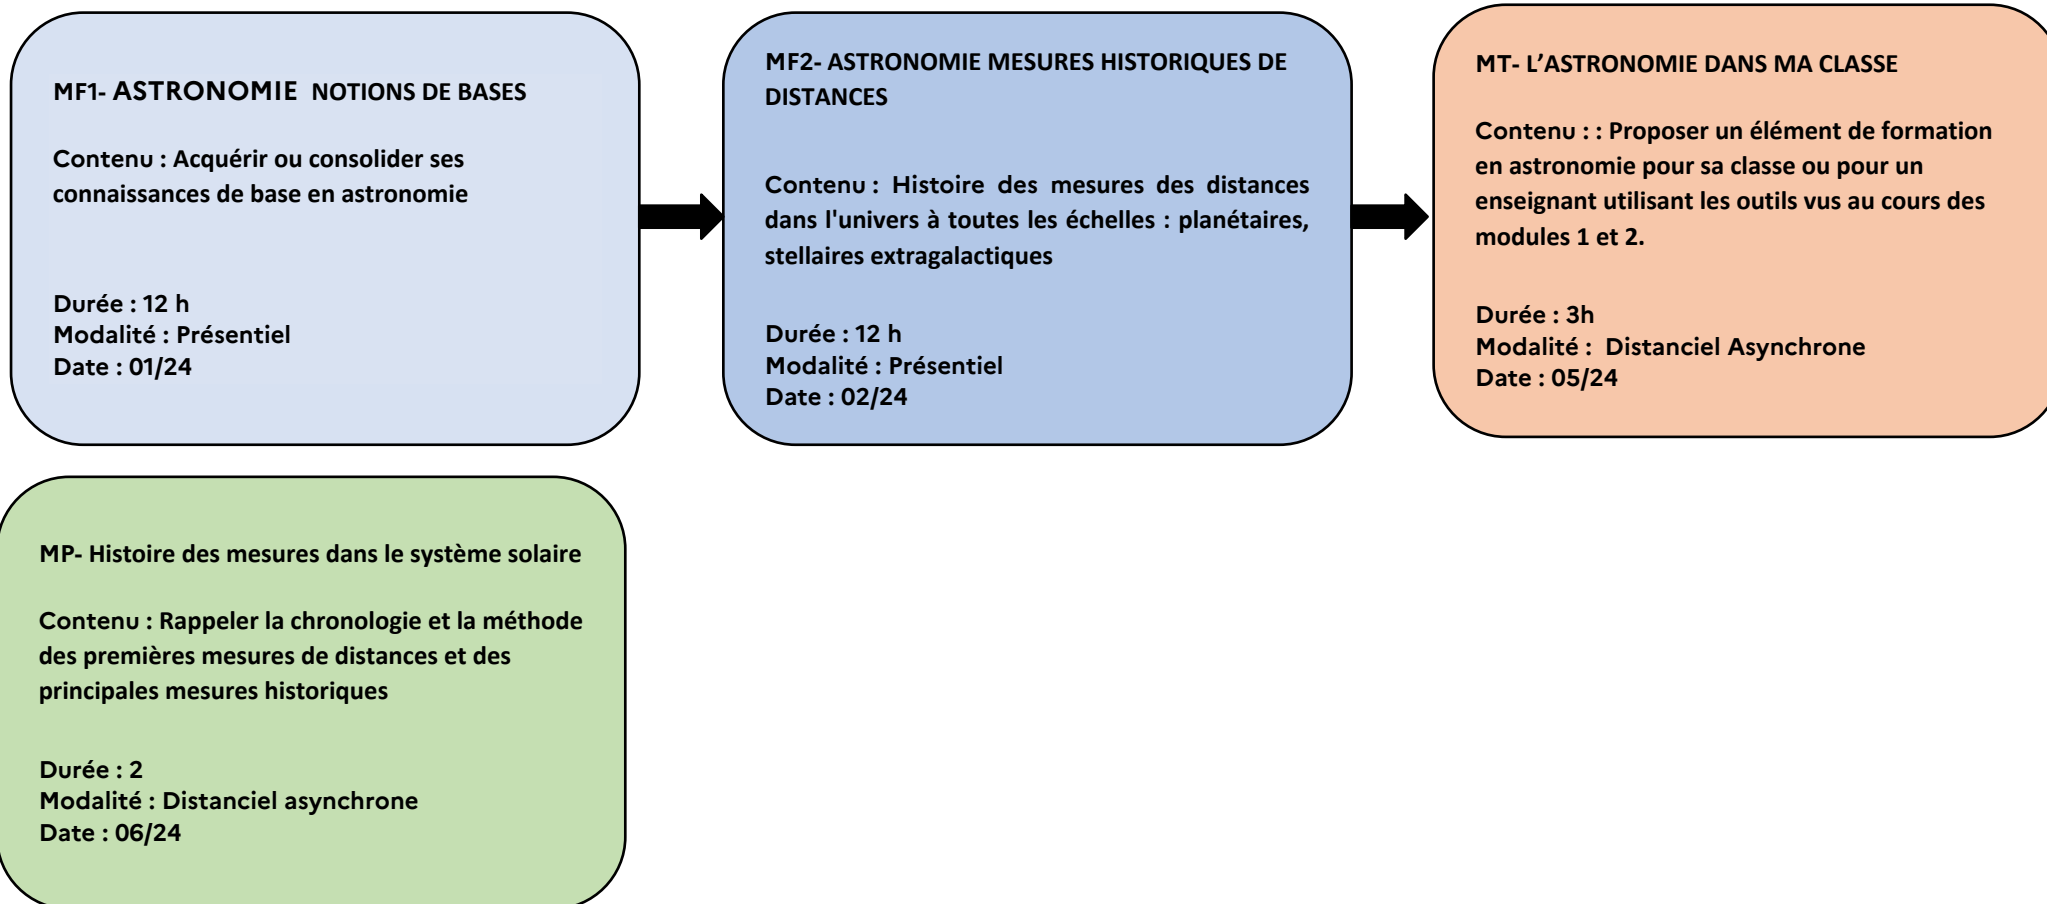 MF1- ASTRONOMIE NOTIONS DE BASES
Contenu : Acquérir ou consolider ses
connaissances de base en astronomie
Durée : 12 h
Modalité : Présentiel
Date : 01/24
MF2- ASTRONOMIE MESURES HISTORIQUES DE
DISTANCES
Contenu : Histoire des mesures des distances
dans l'univers à toutes les échelles : planétaires,
stellaires extragalactiques
Durée : 12 h
Modalité : Présentiel
Date : 02/24
MT- L’ASTRONOMIE DANS MA CLASSE
Contenu : : Proposer un élément de formation
en astronomie pour sa classe ou pour un
enseignant utilisant les outils vus au cours des
modules 1 et 2.
Durée : 3h
Modalité : Distanciel Asynchrone
Date : 05/24
MP- Histoire des mesures dans le système solaire
Contenu : Rappeler la chronologie et la méthode
des premières mesures de distances et des
principales mesures historiques
Durée : 2
Modalité : Distanciel asynchrone
Date : 06/24